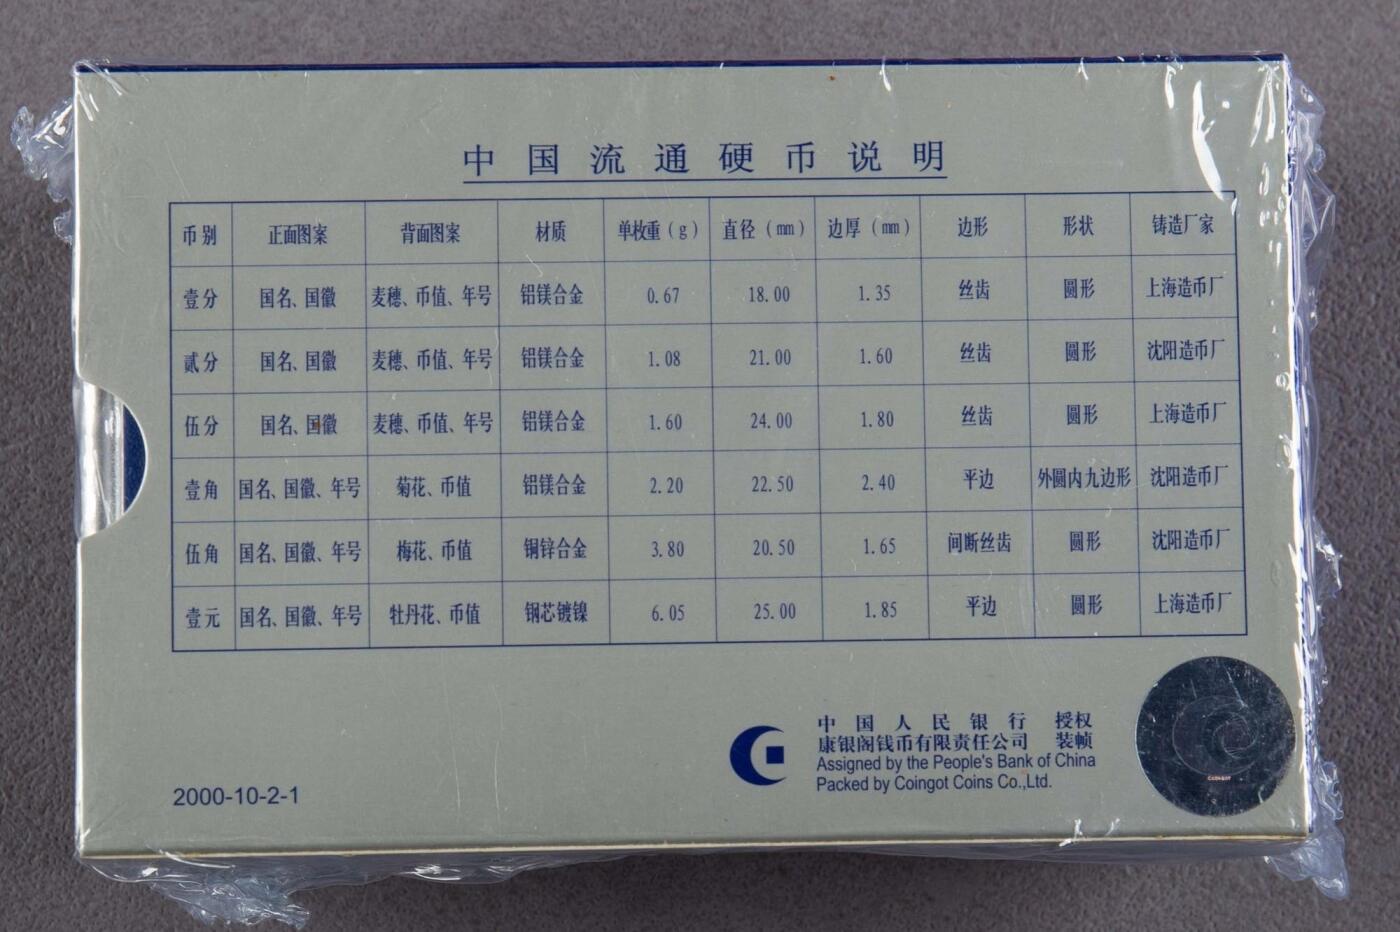 中国流通硬币说明
币别 正面图案 背面图案 材质 单枚重（g） 直径（mm） 边厚（mm） 边形 形状 铸造厂家
壹分 国名、国徽 麦穗、币值、年号 铝镁合金 0.67 18.00 1.35 丝齿 圆形 上海造币厂
贰分 国名、国徽 麦穗、币值、年号 铝镁合金 1.08 21.00 1.60 丝齿 圆形 沈阳造币厂
伍分 国名、国徽 麦穗、币值、年号 铝镁合金 1.60 24.00 1.80 丝齿 圆形 上海造币厂
壹角 国名、国徽、年号 菊花、币值 铝镁合金 2.20 22.50 2.40 平边 外圆内九边形 沈阳造币厂
伍角 国名、国徽、年号 梅花、币值 铜锌合金 3.80 20.50 1.65 间断丝齿 圆形 沈阳造币厂
壹元 国名、国徽、年号 牡丹花、币值 钢芯镀镍 6.05 25.00 1.85 平边 圆形 上海造币厂
中国人民银行 授权
康银阁钱币有限责任公司 装帧
Assigned by the People's Bank of China
Packed by Coingot Coins Co.,Ltd.
2000-10-2-1